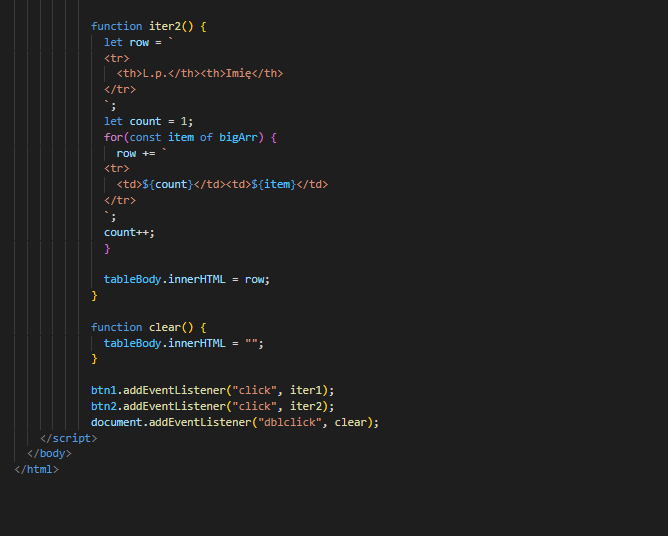 function iter2() {
let row = `
<tr>
<th>L.p.</th><th>Imię</th>
</tr>
`;
let count = 1;
for(const item of bigArr) {
row += `
<tr>
<td>${count}</td><td>${item}</td>
</tr>
`;
count++;
}
tableBody.innerHTML = row;
}
function clear() {
tableBody.innerHTML = "";
}
btn1.addEventListener("click", iter1);
btn2.addEventListener("click", iter2);
document.addEventListener("dblclick", clear);
</script>
</body>
</html>